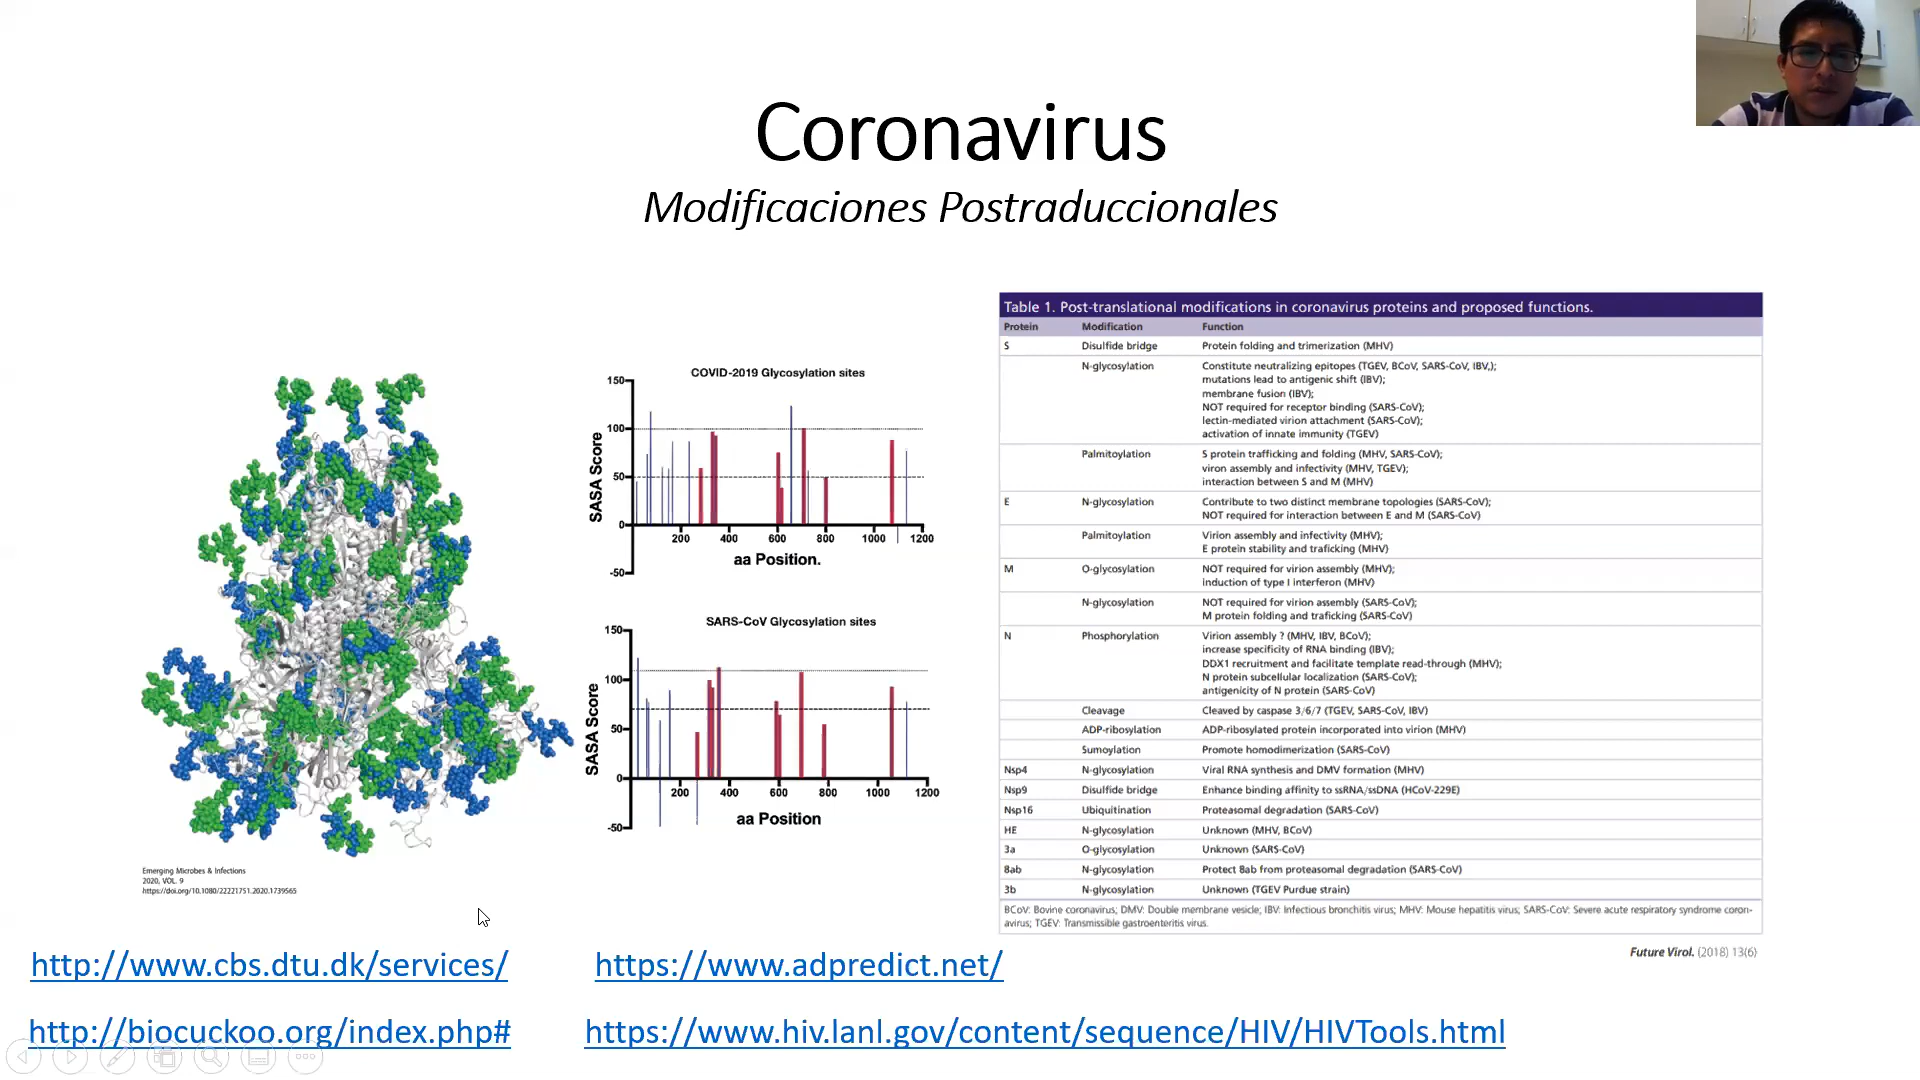 Coronavirus
Modificaciones Postraduccionales
COVID-2019 Glycosylation sites
150
100
50
0
-50
SASA Score
200 400 600 800 1000 1200
aa Position.
SARS-CoV Glycosylation sites
150
100
50
0
-50
SASA Score
200 400 600 800 1000 1200
aa Position
Emerging Microbes & Infections
2020, VOL. 9
https://doi.org/10.1080/22221751.2020.1739565
Table 1. Post-translational modifications in coronavirus proteins and proposed functions.
Protein Modification Function
S Disulfide bridge Protein folding and trimerization (MHV)
N-glycosylation Constitute neutralizing epitopes (TGEV, BCoV, SARS-CoV, IBV,);
mutations lead to antigenic shift (IBV);
membrane fusion (IBV);
NOT required for receptor binding (SARS-CoV);
lectin-mediated virion attachment (SARS-CoV);
activation of innate immunity (TGEV)
Palmitoylation S protein trafficking and folding (MHV, SARS-CoV);
viron assembly and infectivity (MHV, TGEV);
interaction between S and M (MHV)
E N-glycosylation Contribute to two distinct membrane topologies (SARS-CoV);
NOT required for interaction between E and M (SARS-CoV)
Palmitoylation Virion assembly and infectivity (MHV);
E protein stability and traficking (MHV)
M O-glycosylation NOT required for virion assembly (MHV);
induction of type I interferon (MHV)
N-glycosylation NOT required for virion assembly (SARS-CoV);
M protein folding and traficking (SARS-CoV)
N Phosphorylation Virion assembly ? (MHV, IBV, BCoV);
increase specificity of RNA binding (IBV);
DDX1 recruitment and facilitate template read-through (MHV);
N protein subcellular localization (SARS-CoV);
antigenicity of N protein (SARS-CoV)
Cleavage Cleaved by caspase 3/6/7 (TGEV, SARS-CoV, IBV)
ADP-ribosylation ADP-ribosylated protein incorporated into virion (MHV)
Sumoylation Promote homodimerization (SARS-CoV)
Nsp4 N-glycosylation Viral RNA synthesis and DMV formation (MHV)
Nsp9 Disulfide bridge Enhance binding affinity to ssRNA/ssDNA (HCoV-229E)
Nsp16 Ubiquitination Proteasomal degradation (SARS-CoV)
HE N-glycosylation Unknown (MHV, BCoV)
3a O-glycosylation Unknown (SARS-CoV)
8ab N-glycosylation Protect 8ab from proteasomal degradation (SARS-CoV)
3b N-glycosylation Unknown (TGEV Purdue strain)
BCoV: Bovine coronavirus; DMV: Double membrane vesicle; IBV: Infectious bronchitis virus; MHV: Mouse hepatitis virus; SARS-CoV: Severe acute respiratory syndrome coron-
avirus; TGEV: Transmissible gastroenteritis virus.
Future Virol. (2018) 13(6)
http://www.cbs.dtu.dk/services/
https://www.adpredict.net/
http://biocuckoo.org/index.php#
https://www.hiv.lanl.gov/content/sequence/HIV/HIVTools.html